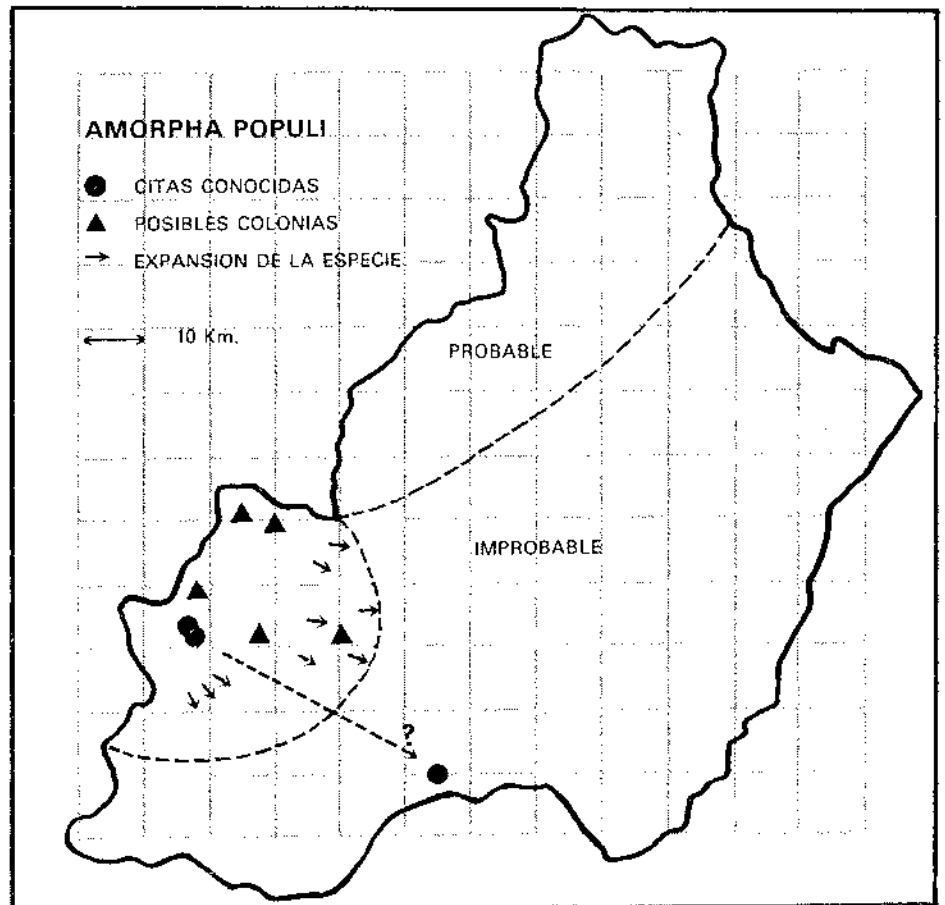 AMORPHA POPULI
CITAS CONOCIDAS
POSIBLES COLONIAS
EXPANSION DE LA ESPECIE
10 Km.
PROBABLE
IMPROBABLE
?